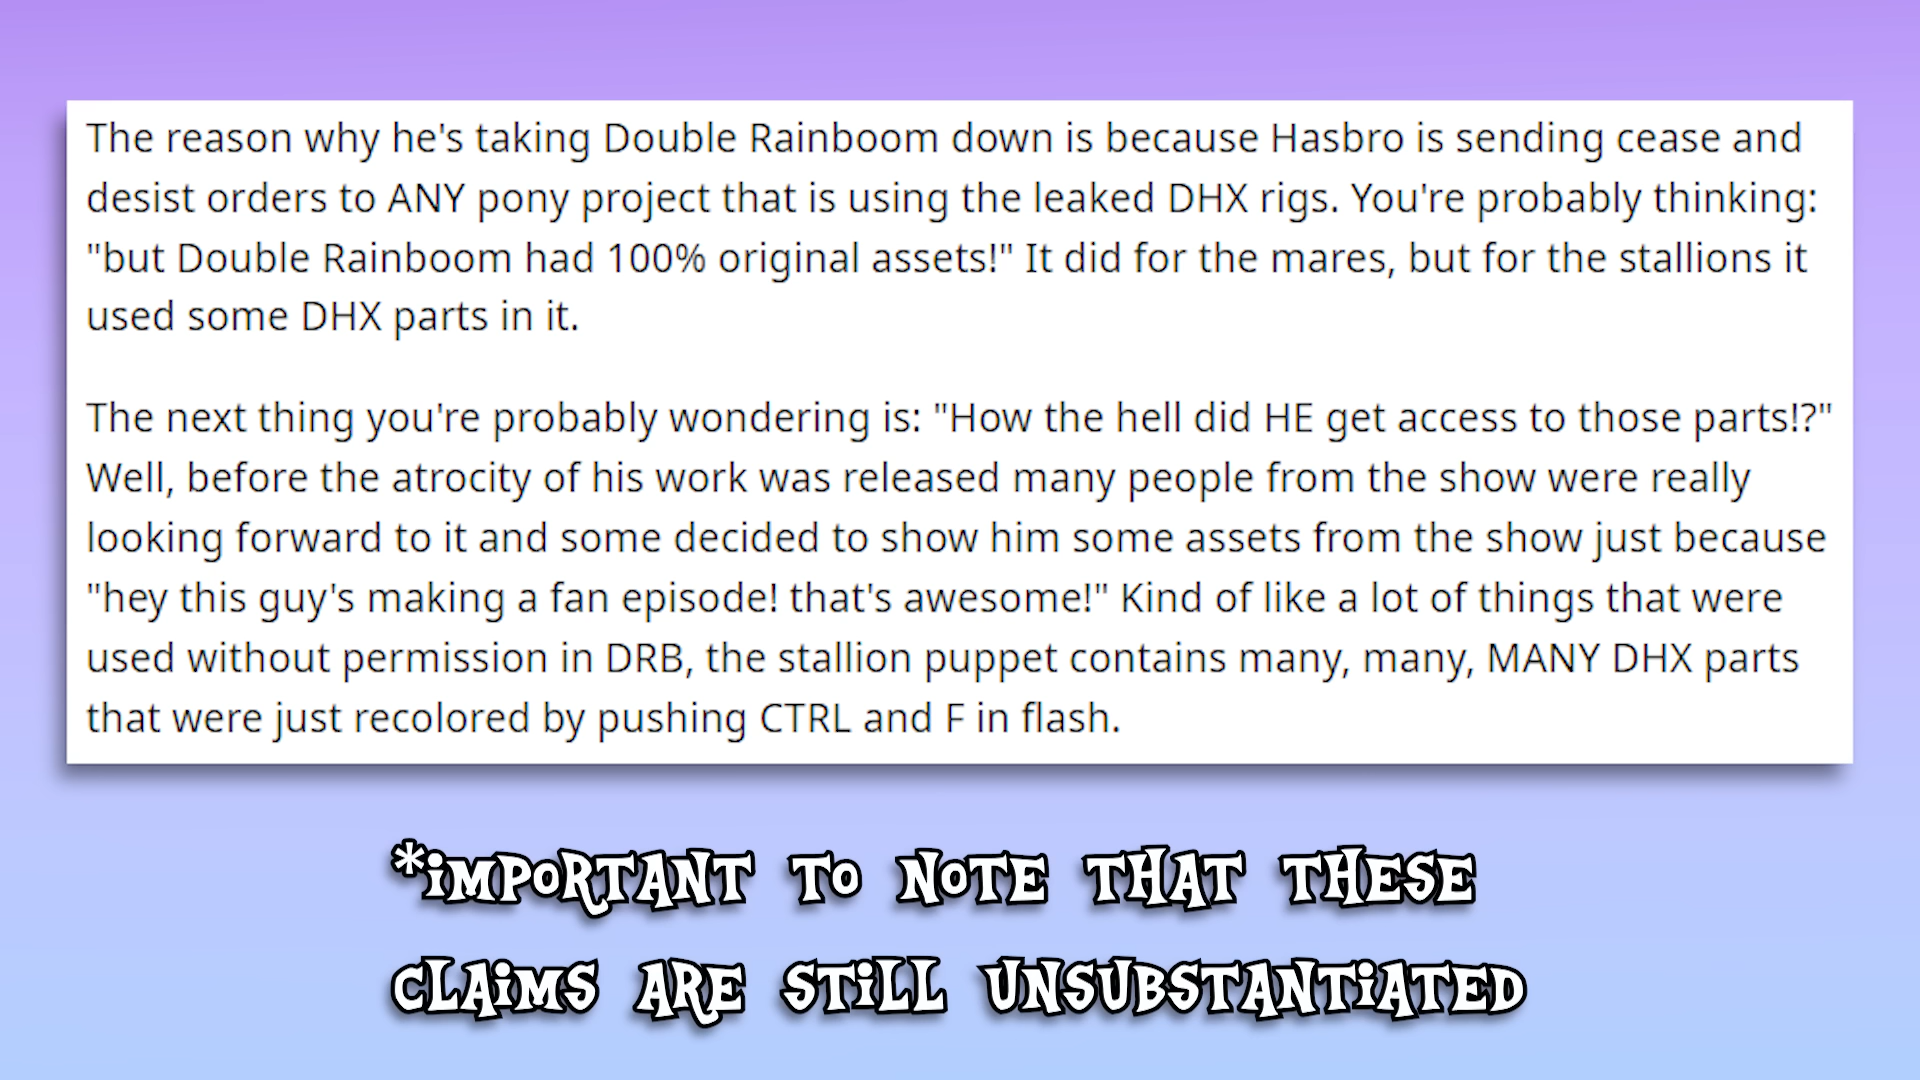 The reason why he's taking Double Rainboom down is because Hasbro is sending cease and
desist orders to ANY pony project that is using the leaked DHX rigs. You're probably thinking:
"but Double Rainboom had 100% original assets!" It did for the mares, but for the stallions it
used some DHX parts in it.
The next thing you're probably wondering is: "How the hell did HE get access to those parts!?"
Well, before the atrocity of his work was released many people from the show were really
looking forward to it and some decided to show him some assets from the show just because
"hey this guy's making a fan episode! that's awesome!" Kind of like a lot of things that were
used without permission in DRB, the stallion puppet contains many, many, MANY DHX parts
that were just recolored by pushing CTRL and F in flash.
*IMPORTANT TO NOTE THAT THESE
CLAIMS ARE STILL UNSUBSTANTIATED